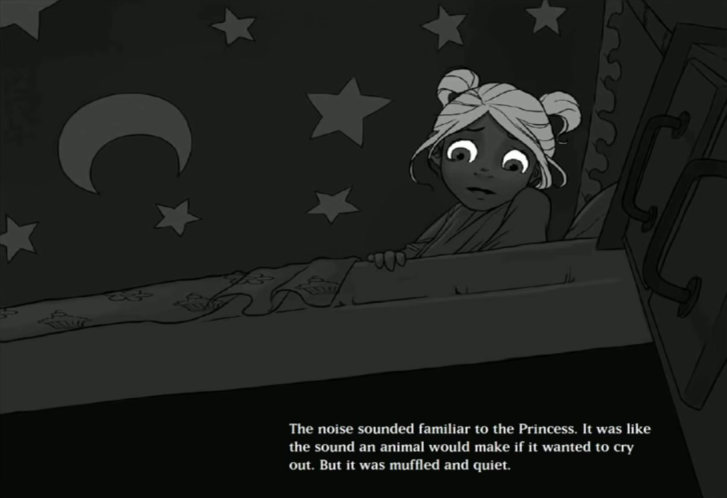 The noise sounded familiar to the Princess. It was like
the sound an animal would make if it wanted to cry
out. But it was muffled and quiet.